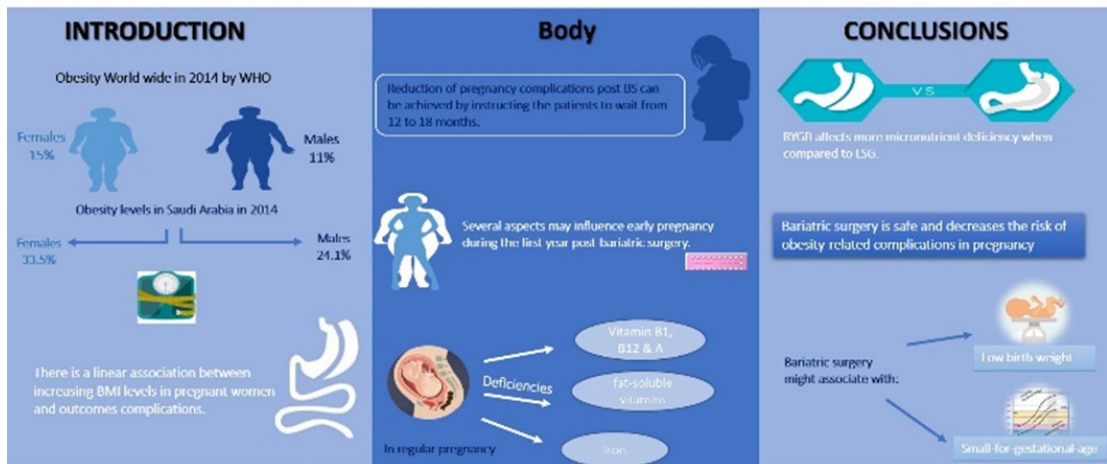 INTRODUCTION
Obesity World wide in 2014 by WHO
Females
15%
Males
11%
Obesity levels in Saudi Arabia in 2014
Females
33.5%
Males
24.1%
There is a linear association between
increasing BMI levels in pregnant women
and outcomes complications.
Body
Reduction of pregnancy complications post BS can
be achieved by instructing the patients to wait from
12 to 18 months.
Several aspects may influence early pregnancy
during the first year post-bariatric surgery.
Vitamin B1,
B12 & A
Deficiencies
fat-soluble
vitamins
In regular pregnancy
Iron
CONCLUSIONS
VS
RYGB affects more micronutrient deficiency when
compared to LSG.
Bariatric surgery is safe and decreases the risk of
obesity related complications in pregnancy
Bariatric surgery
might associate with:
Low birth weight
Small-for-gestational-age